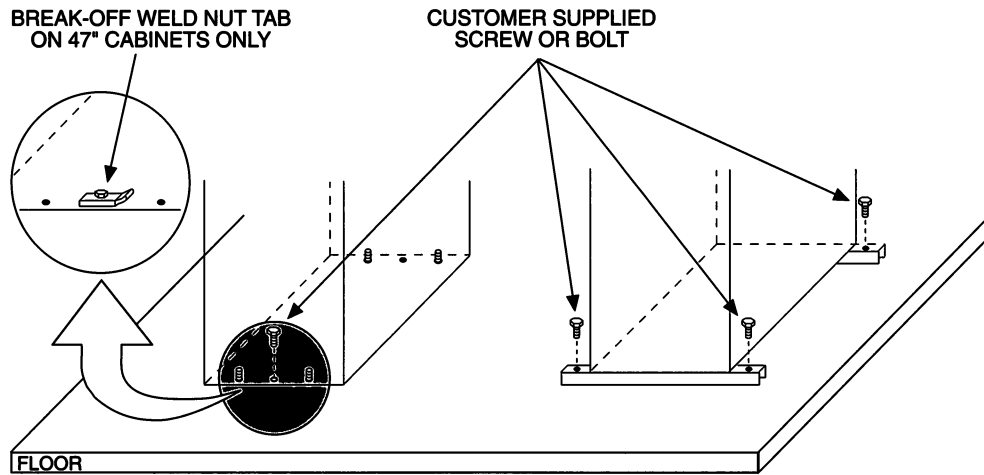 BREAK-OFF WELD NUT TAB
ON 47" CABINETS ONLY
CUSTOMER SUPPLIED
SCREW OR BOLT
FLOOR